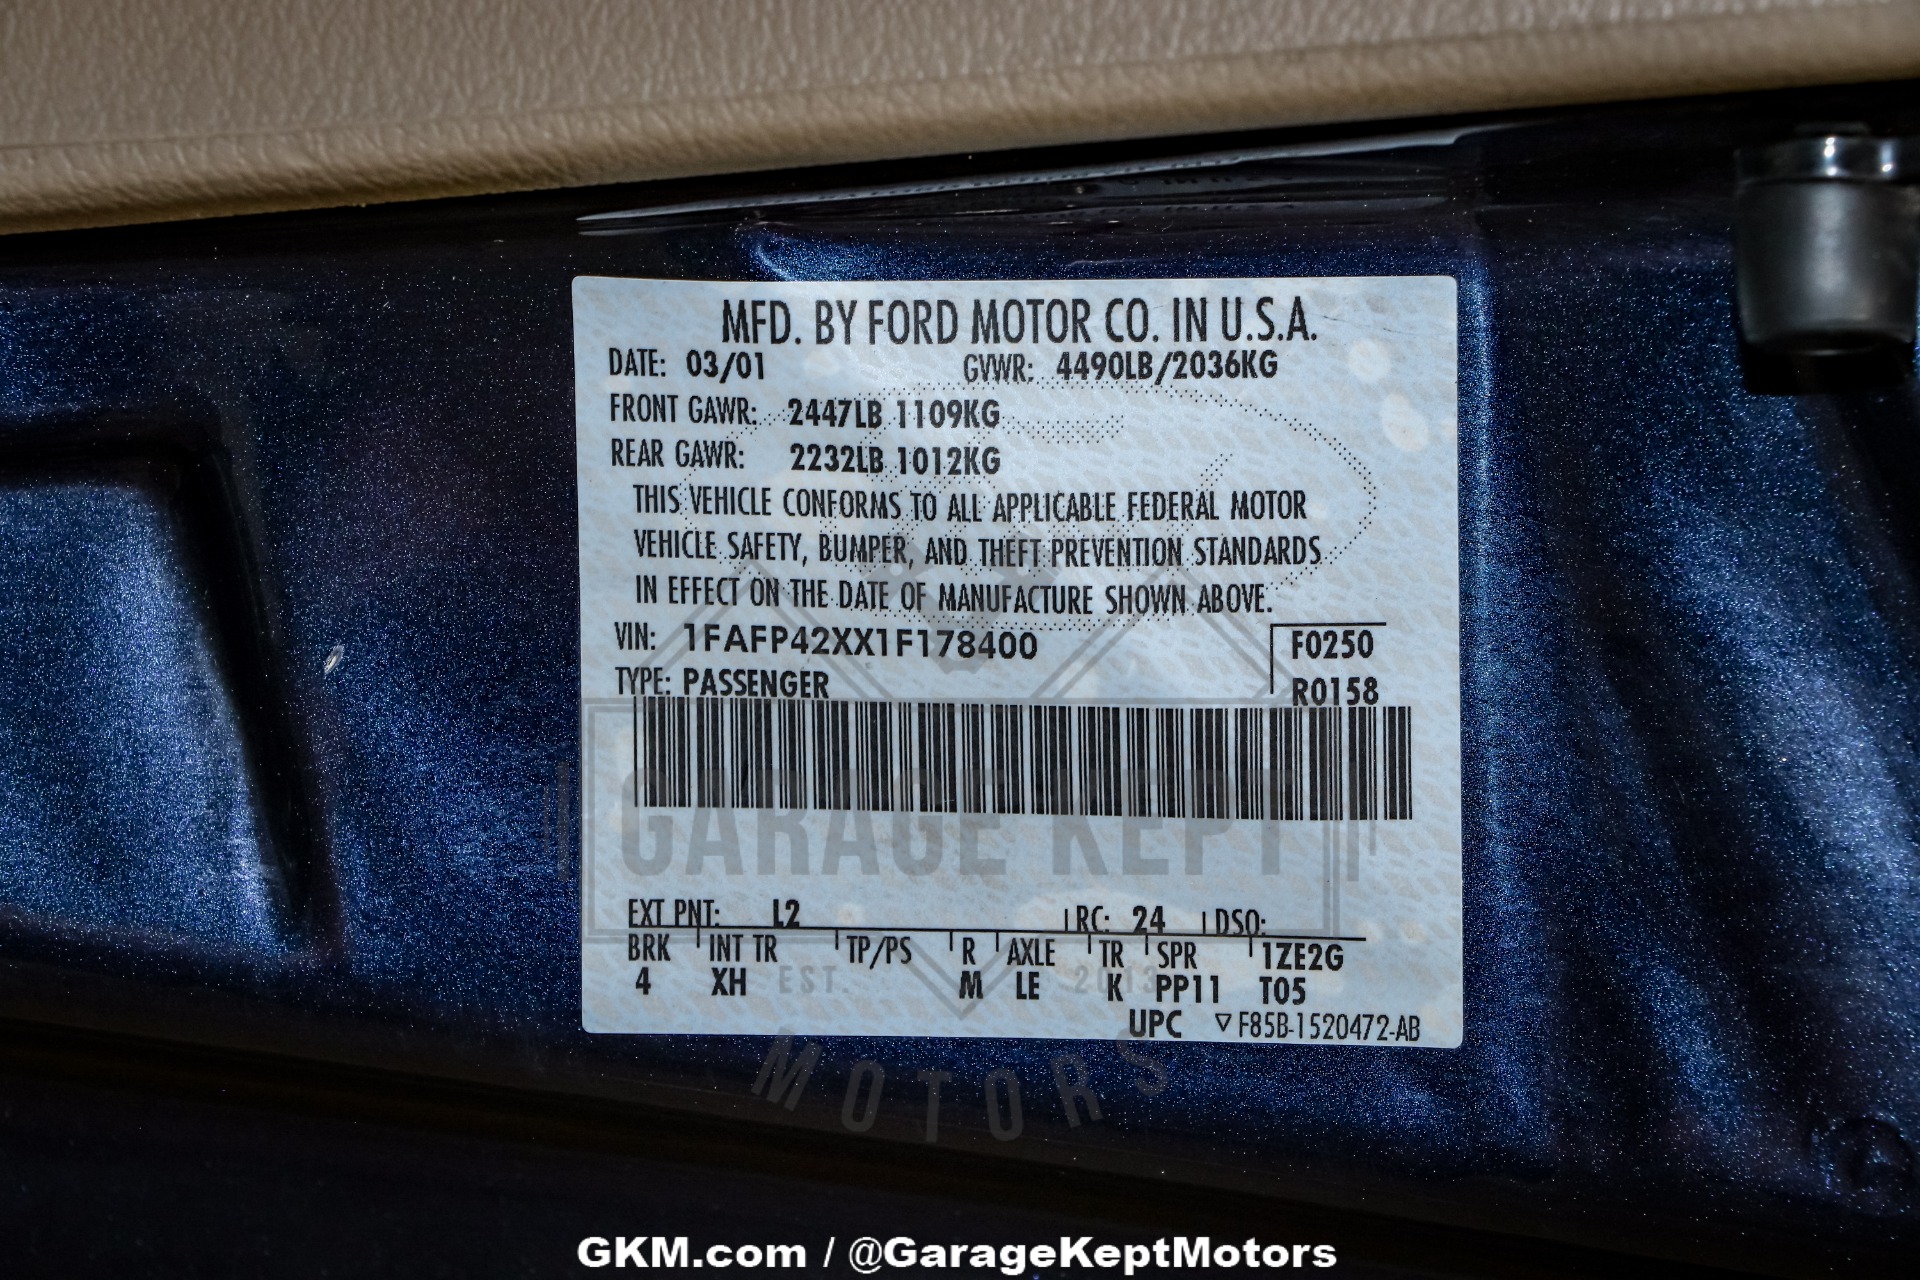 MFD. BY FORD MOTOR CO. IN U.S.A.
DATE: 03/01 GVWR: 4490LB/2036KG
FRONT GAWR: 2447LB 1109KG
REAR GAWR: 2232LB 1012KG
THIS VEHICLE CONFORMS TO ALL APPLICABLE FEDERAL MOTOR
VEHICLE SAFETY, BUMPER, AND THEFT PREVENTION STANDARDS
IN EFFECT ON THE DATE OF MANUFACTURE SHOWN ABOVE.
VIN: 1FAFP42XX1F178400 F0250
TYPE: PASSENGER R0158
GARAGE KEPT
EXT PNT: L2 RC: 24 DSO:
BRK INT TR TP/PS R AXLE TR SPR 1ZE2G
4 XH M LE K PP11 T05
EST. 2013
UPC ▽ F85B-1520472-AB
MOTORS
GKM.com / @GarageKeptMotors